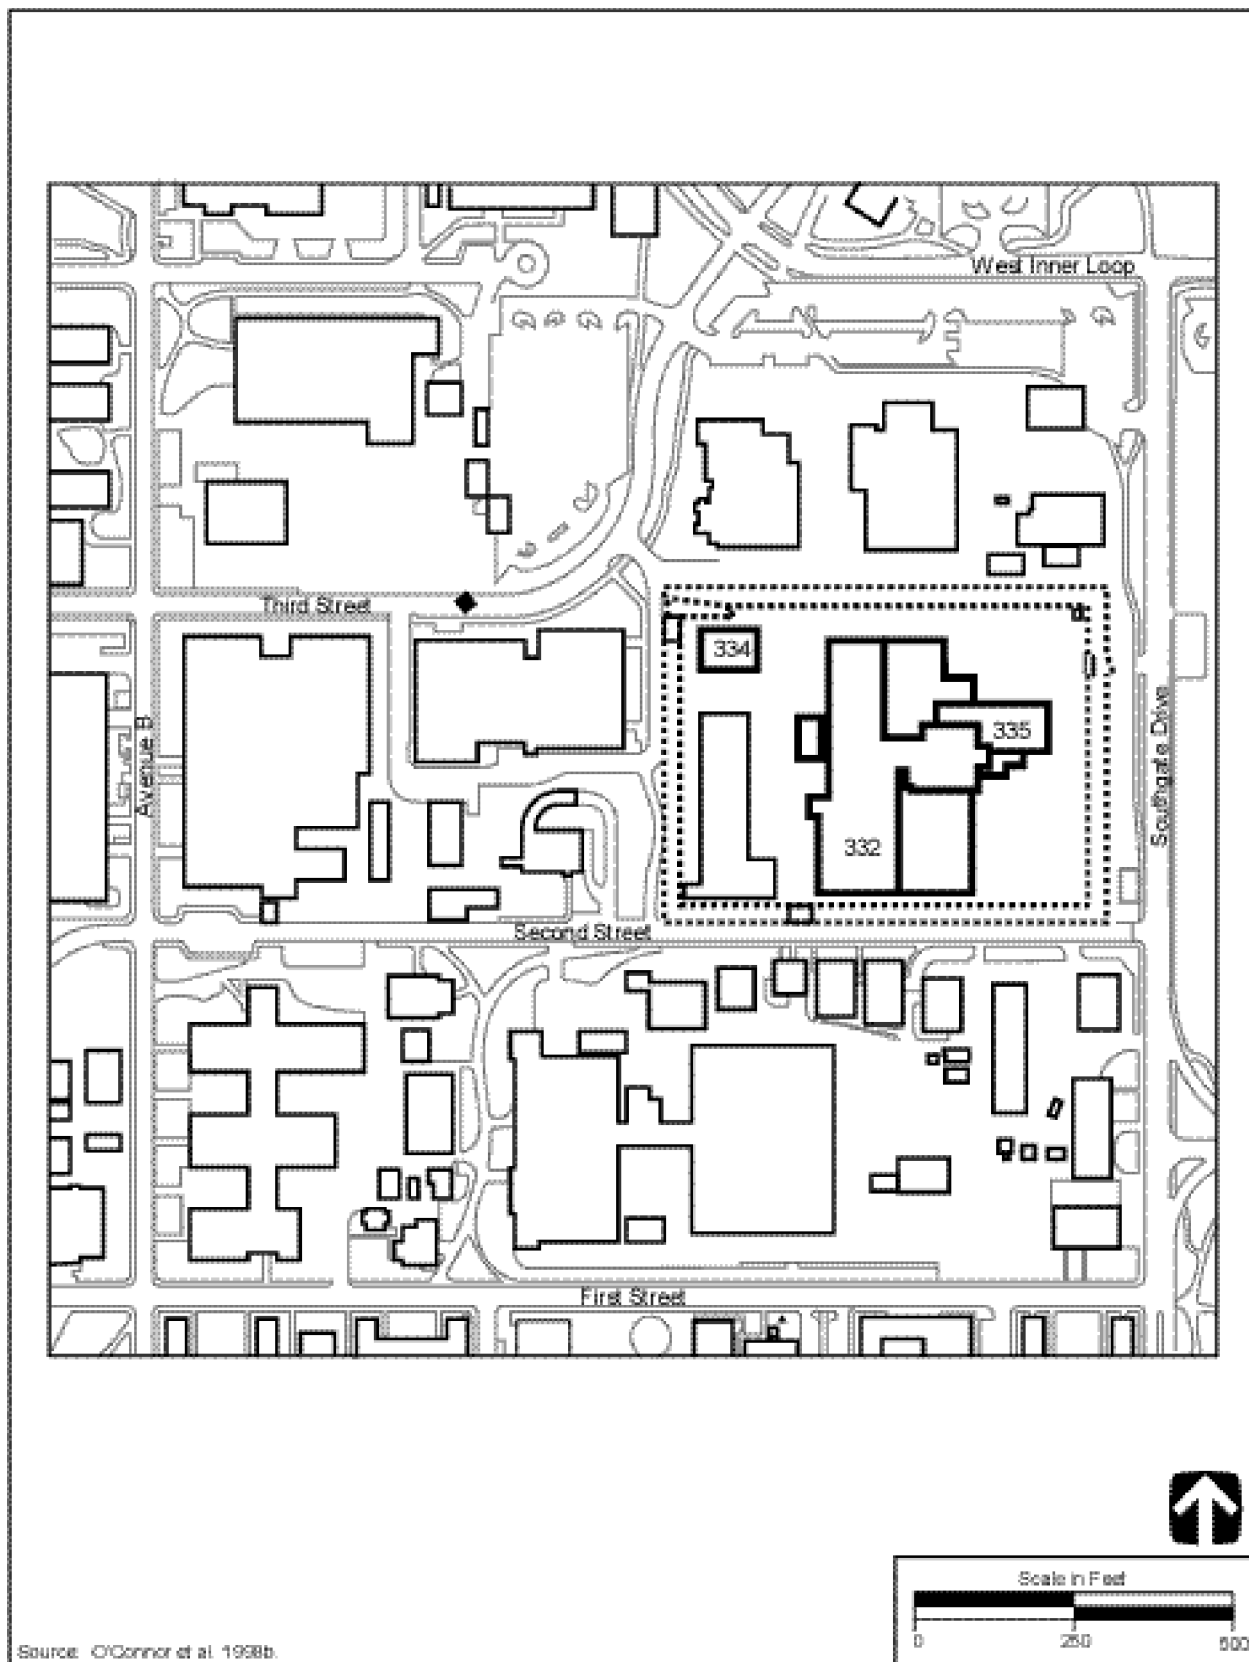 West Inner Loop
Third Street
334
Avenue B
335
Southgate Drive
332
Second Street
First Street
Scale in Feet
0 250 500
Source: O'Connor et al. 1998b.